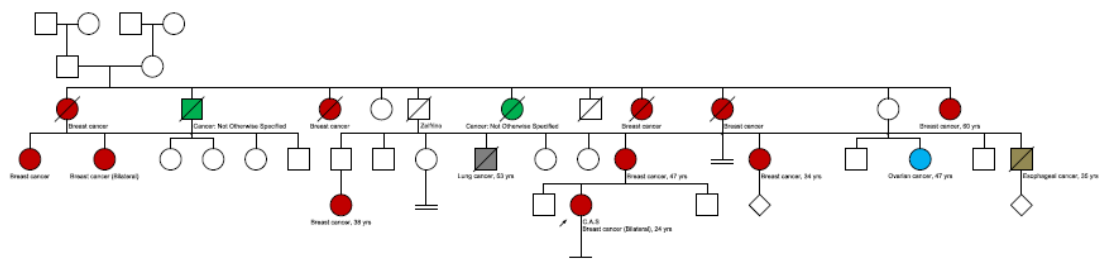 Breast cancer
Cancer: Not Otherwise Specified
Breast cancer
Cancer: Not Otherwise Specified
Breast cancer
Breast cancer
Breast cancer, 60 yrs
Breast cancer
Breast cancer (Bilateral)
Lung cancer, 53 yrs
Breast cancer, 47 yrs
Breast cancer, 34 yrs
Ovarian cancer, 47 yrs
Esophageal cancer, 35 yrs
Breast cancer, 38 yrs
C.A.S
Breast cancer (Bilateral), 24 yrs